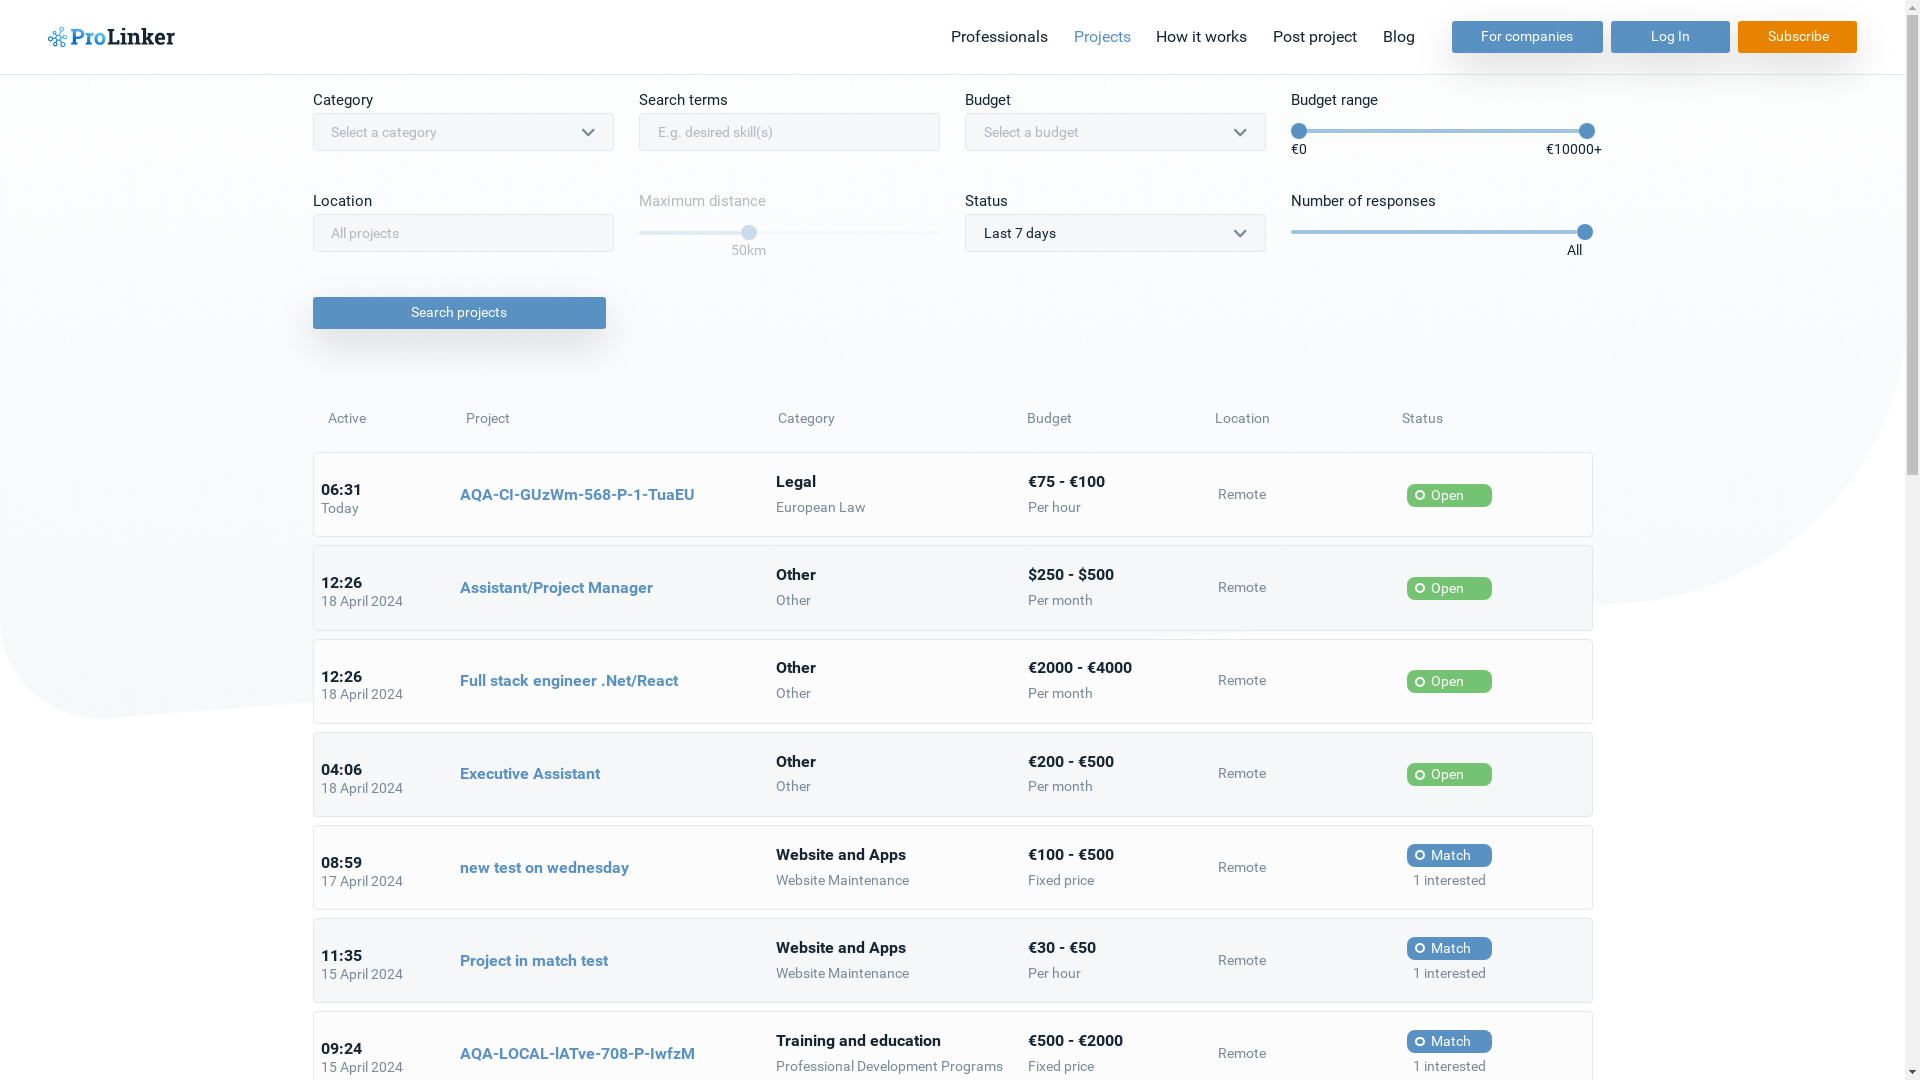 ProLinker
Professionals
Projects
How it works
Post project
Blog
For companies
Log In
Subscribe
Category
Search terms
Budget
Budget range
Select a category
E.g. desired skill(s)
Select a budget
€0
€10000+
Location
Maximum distance
Status
Number of responses
All projects
50km
Last 7 days
All
Search projects
Active
Project
Category
Budget
Location
Status
06:31
Today
AQA-CI-GUzWm-568-P-1-TuaEU
Legal
European Law
€75 - €100
Per hour
Remote
Open
12:26
18 April 2024
Assistant/Project Manager
Other
Other
$250 - $500
Per month
Remote
Open
12:26
18 April 2024
Full stack engineer .Net/React
Other
Other
€2000 - €4000
Per month
Remote
Open
04:06
18 April 2024
Executive Assistant
Other
Other
€200 - €500
Per month
Remote
Open
08:59
17 April 2024
new test on wednesday
Website and Apps
Website Maintenance
€100 - €500
Fixed price
Remote
Match
1 interested
11:35
15 April 2024
Project in match test
Website and Apps
Website Maintenance
€30 - €50
Per hour
Remote
Match
1 interested
09:24
15 April 2024
AQA-LOCAL-lATve-708-P-IwfzM
Training and education
Professional Development Programs
€500 - €2000
Fixed price
Remote
Match
1 interested